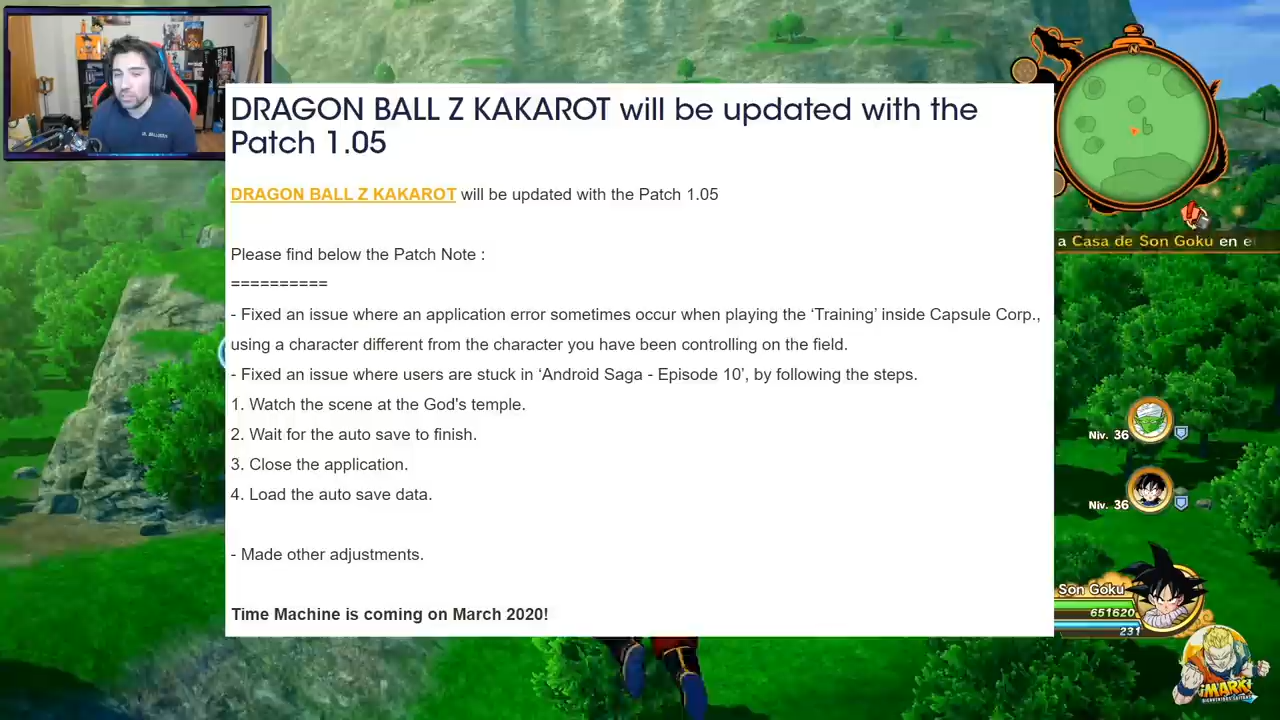 DRAGON BALL Z KAKAROT will be updated with the
Patch 1.05
DRAGON BALL Z KAKAROT will be updated with the Patch 1.05
Please find below the Patch Note :
==========
- Fixed an issue where an application error sometimes occur when playing the ‘Training’ inside Capsule Corp.,
using a character different from the character you have been controlling on the field.
- Fixed an issue where users are stuck in ‘Android Saga - Episode 10’, by following the steps.
1. Watch the scene at the God's temple.
2. Wait for the auto save to finish.
3. Close the application.
4. Load the auto save data.
- Made other adjustments.
Time Machine is coming on March 2020!
N
a Casa de Son Goku en e
Niv. 36
Niv. 36
Son Goku
651620
231
¡MARK!